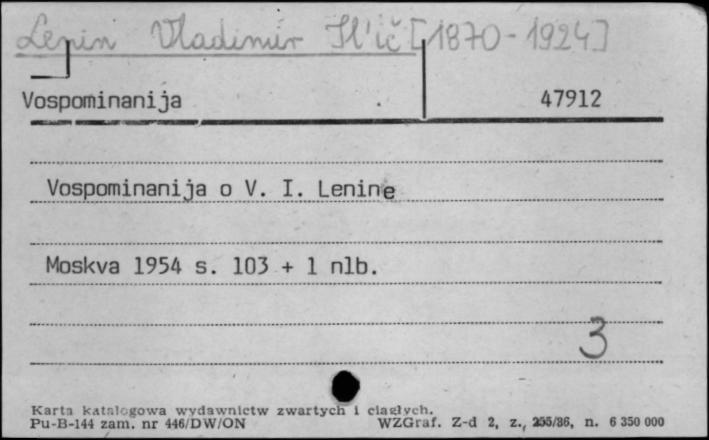 Lenin Vladimir Il'ič [1870-1924]
Vospominanija 47912
Vospominanija o V. I. Lenine
Moskva 1954 s. 103 + 1 nlb.
3
Karta katalogowa wydawnictw zwartych i ciągłych.
Pu-B-144 zam. nr 446/DW/ON WZGraf. Z-d 2, z., 255/86, n. 6 350 000